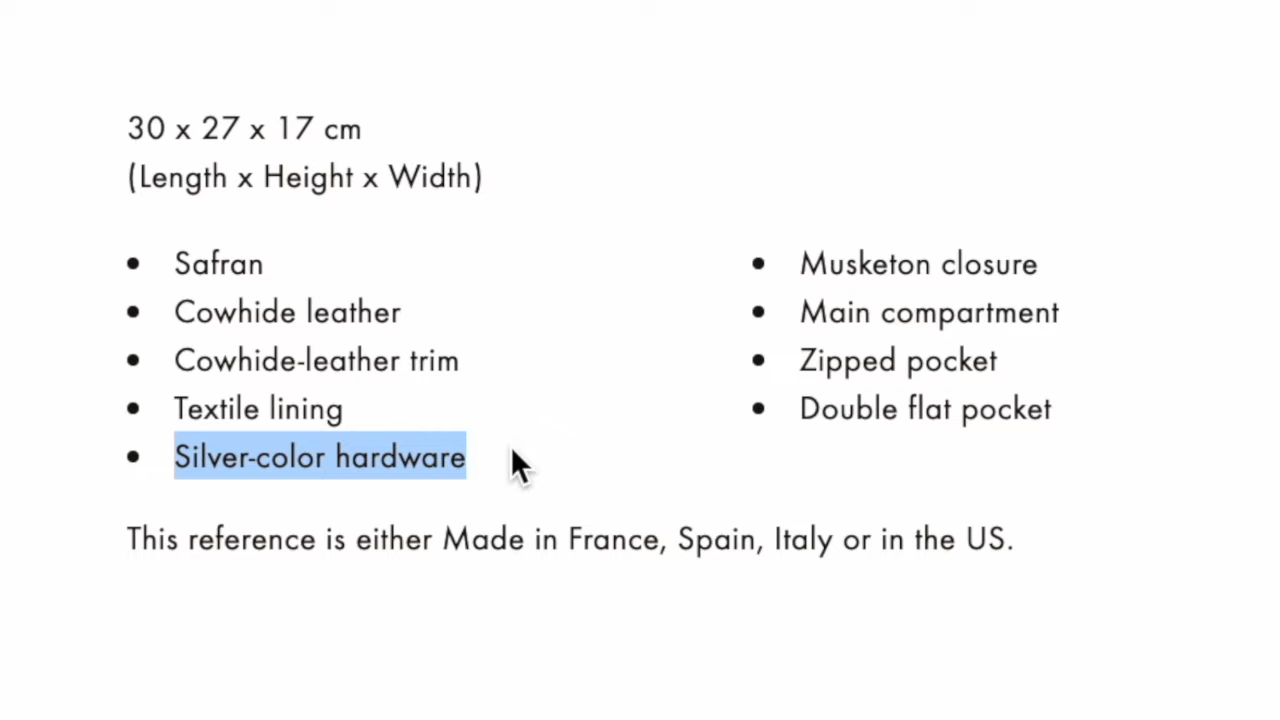 30 x 27 x 17 cm
(Length x Height x Width)
Safran
Cowhide leather
Cowhide-leather trim
Textile lining
Silver-color hardware
Musketon closure
Main compartment
Zipped pocket
Double flat pocket
This reference is either Made in France, Spain, Italy or in the US.